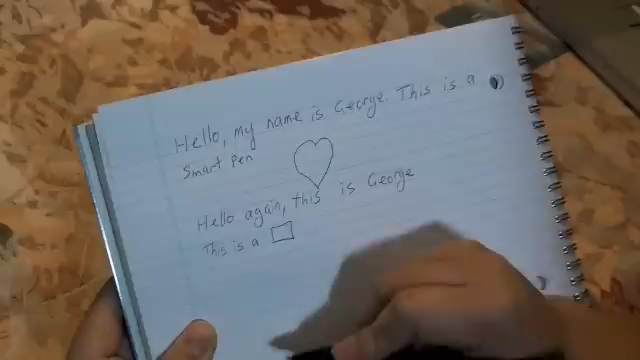 Hello, my name is George. This is a
Smart Pen
Hello again, this is George
This is a